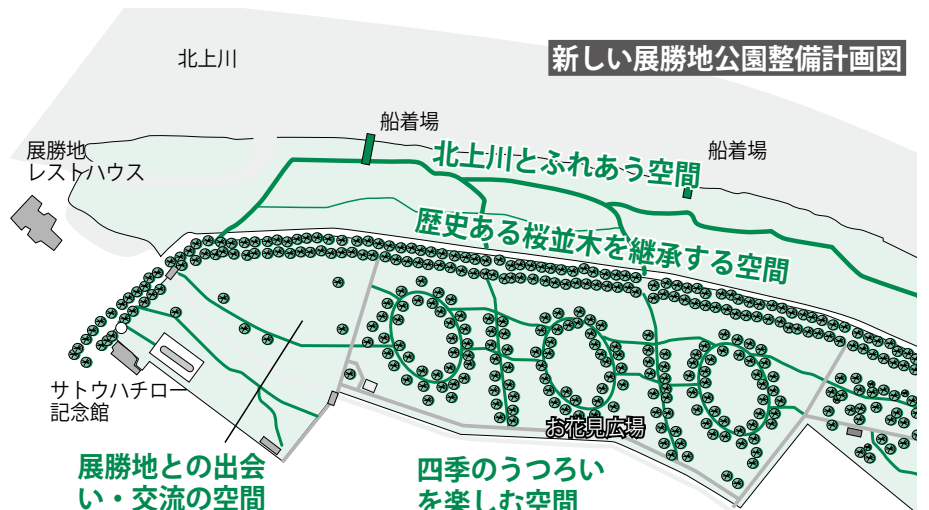 北上川
新しい展勝地公園整備計画図
船着場
展勝地
レストハウス
北上川とふれあう空間
船着場
歴史ある桜並木を継承する空間
サトウハチロー
記念館
お花見広場
展勝地との出会
い・交流の空間
四季のうつろい
を楽しむ空間